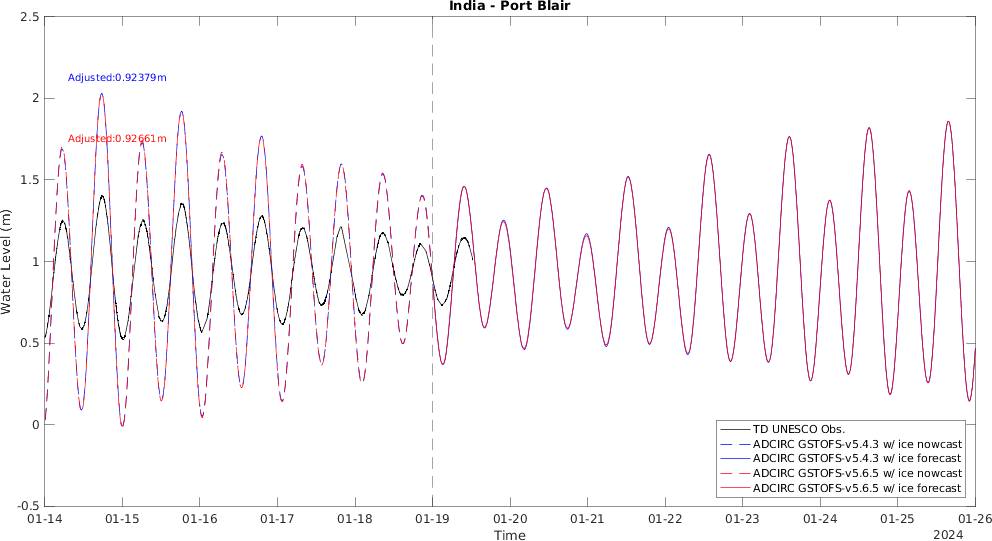 India - Port Blair
2.5
2
1.5
1
0.5
0
-0.5
Water Level (m)
Adjusted:0.92379m
Adjusted:0.92661m
TD UNESCO Obs.
ADCIRC GSTOFS-v5.4.3 w/ ice nowcast
ADCIRC GSTOFS-v5.4.3 w/ ice forecast
ADCIRC GSTOFS-v5.6.5 w/ ice nowcast
ADCIRC GSTOFS-v5.6.5 w/ ice forecast
01-14 01-15 01-16 01-17 01-18 01-19 01-20 01-21 01-22 01-23 01-24 01-25 01-26
Time
2024